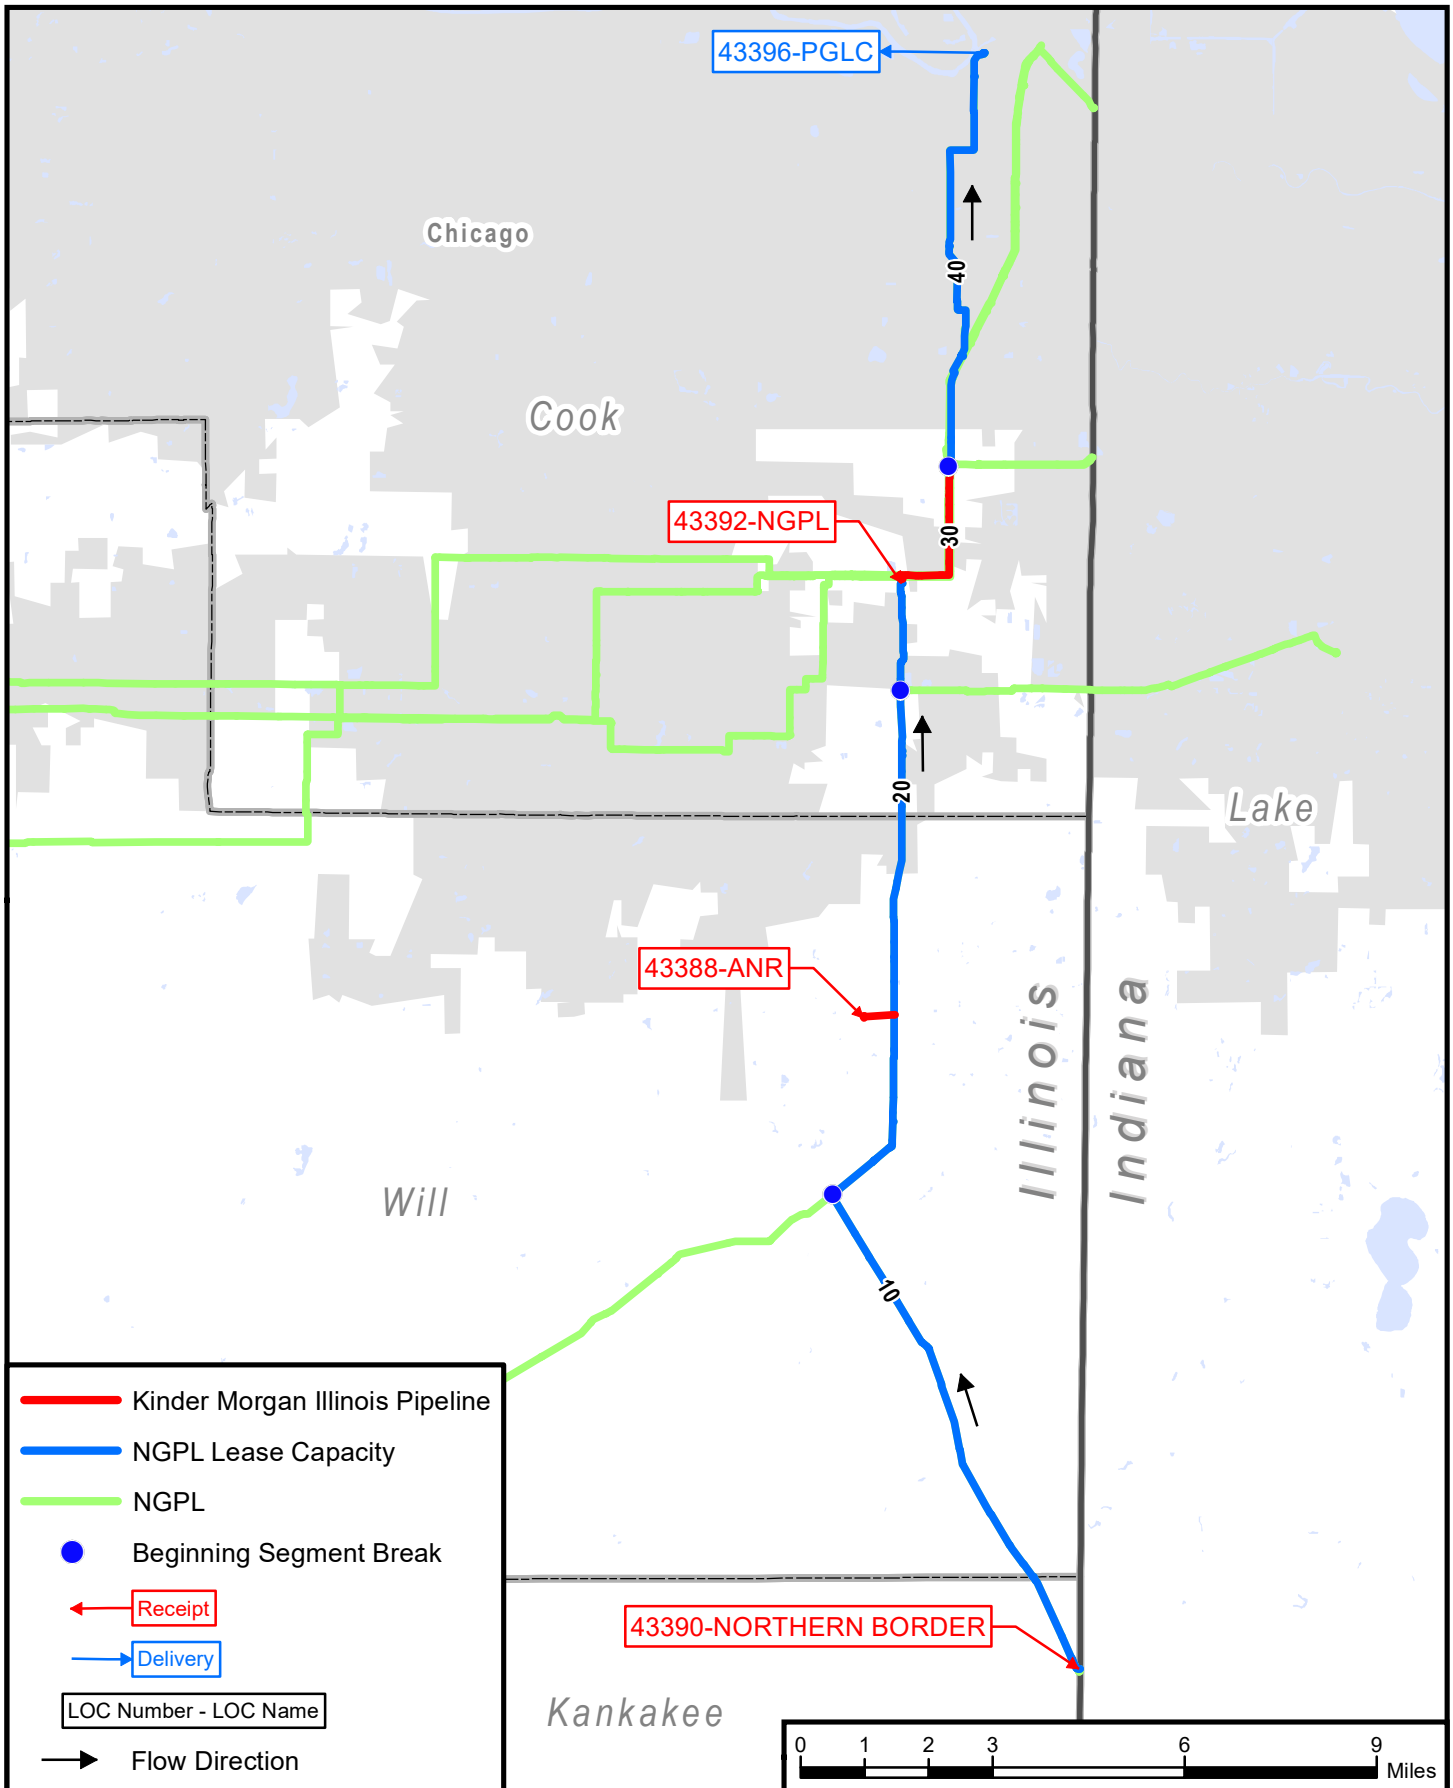 43396-PGLC
Chicago
40
Cook
43392-NGPL
30
20
Lake
43388-ANR
Illinois
Indiana
Will
10
Kinder Morgan Illinois Pipeline
NGPL Lease Capacity
NGPL
Beginning Segment Break
Receipt
Delivery
LOC Number - LOC Name
Flow Direction
43390-NORTHERN BORDER
Kankakee
0 1 2 3 6 9
Miles